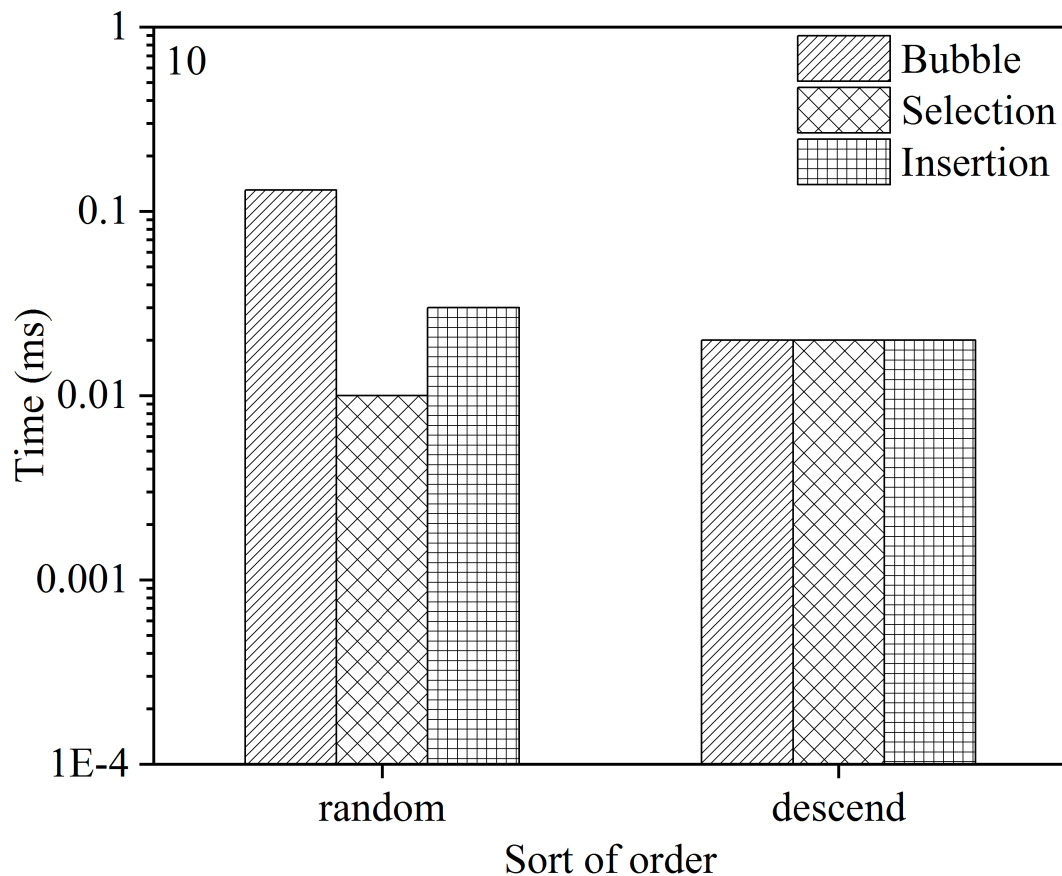 1
10
Bubble
Selection
Insertion
0.1
0.01
0.001
1E-4
Time (ms)
random
descend
Sort of order